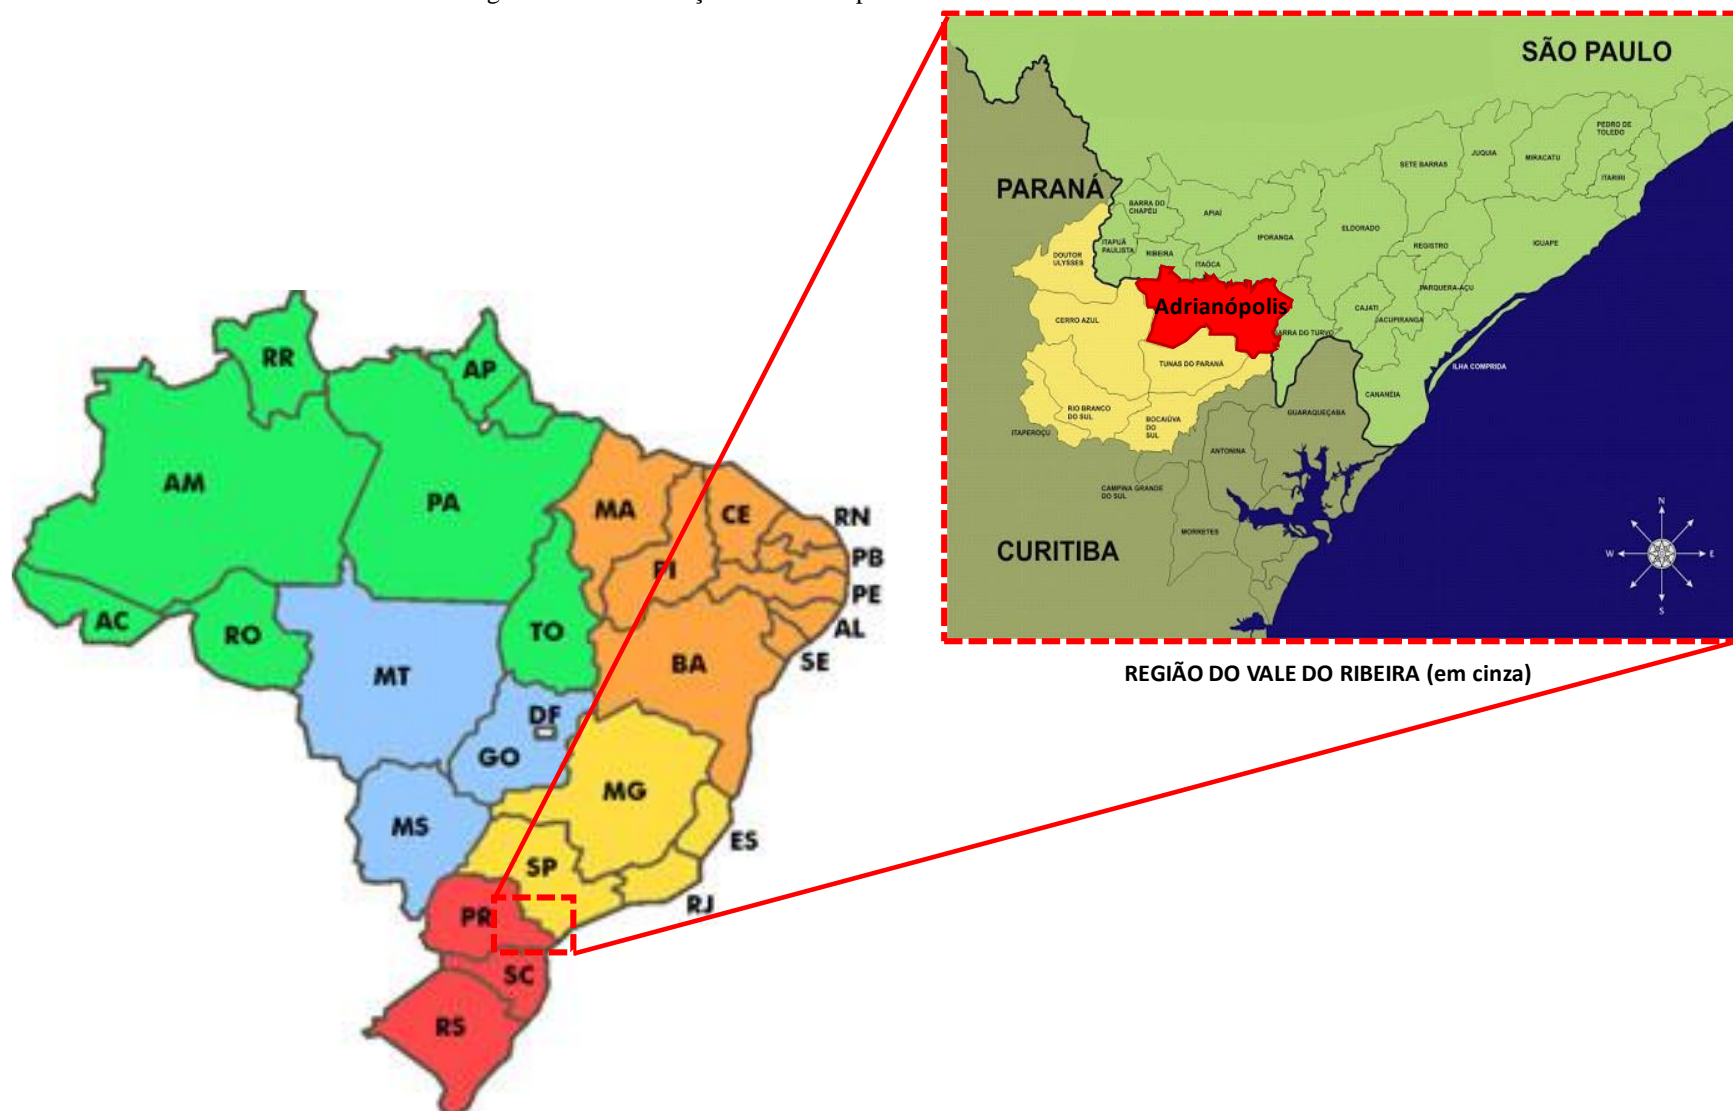 SÃO PAULO
PEDRO DE
TOLEDO
JUQUIA
MIRACATU
SETE BARRAS
ITARIRI
PARANÁ
BARRA DO
CHAPÉU
APIAÍ
ELDORADO
IPORANGA
REGISTRO
IGUAPE
ITAPUÃ
PAULISTA
RIBEIRA
ITAÓCA
DOUTOR
ULYSSES
PARQUERA-AÇU
Adrianópolis
CAJATI
JACUPIRANGA
CERRO AZUL
BARRA DO TURVO
TUNAS DO PARANÁ
ILHA COMPRIDA
CANANÉIA
RIO BRANCO
DO SUL
GUARAQUEÇABA
BOCAIÚVA
DO
SUL
ITAPEROÇU
ANTONINA
CAMPINA GRANDE
DO SUL
MORRETES
CURITIBA
N
W
E
S
REGIÃO DO VALE DO RIBEIRA (em cinza)
RR
AP
AM
PA
MA
CE
RN
PB
PI
PE
AL
AC
RO
TO
SE
MT
BA
DF
GO
MG
MS
ES
SP
RJ
PR
SC
RS